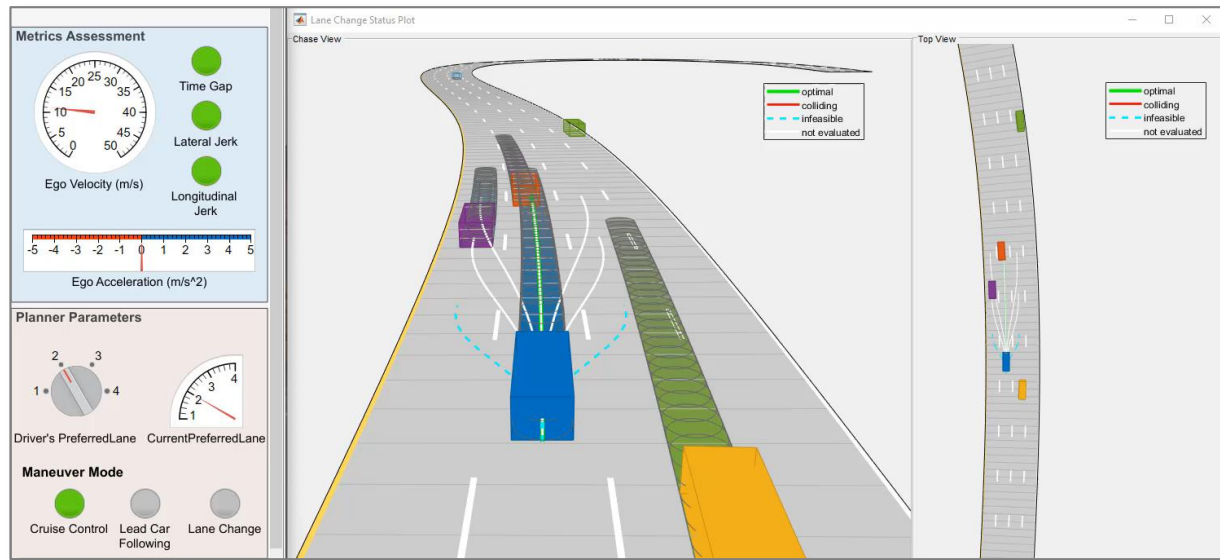 Metrics Assessment
0
5
10
15
20
25
30
35
40
45
50
Ego Velocity (m/s)
Time Gap
Lateral Jerk
Longitudinal
Jerk
-5 -4 -3 -2 -1 0 1 2 3 4 5
Ego Acceleration (m/s^2)
Planner Parameters
1
2
3
4
Driver's PreferredLane
1
2
3
4
CurrentPreferredLane
Maneuver Mode
Cruise Control
Lead Car
Following
Lane Change
Lane Change Status Plot
Chase View
optimal
colliding
infeasible
not evaluated
Top View
optimal
colliding
infeasible
not evaluated